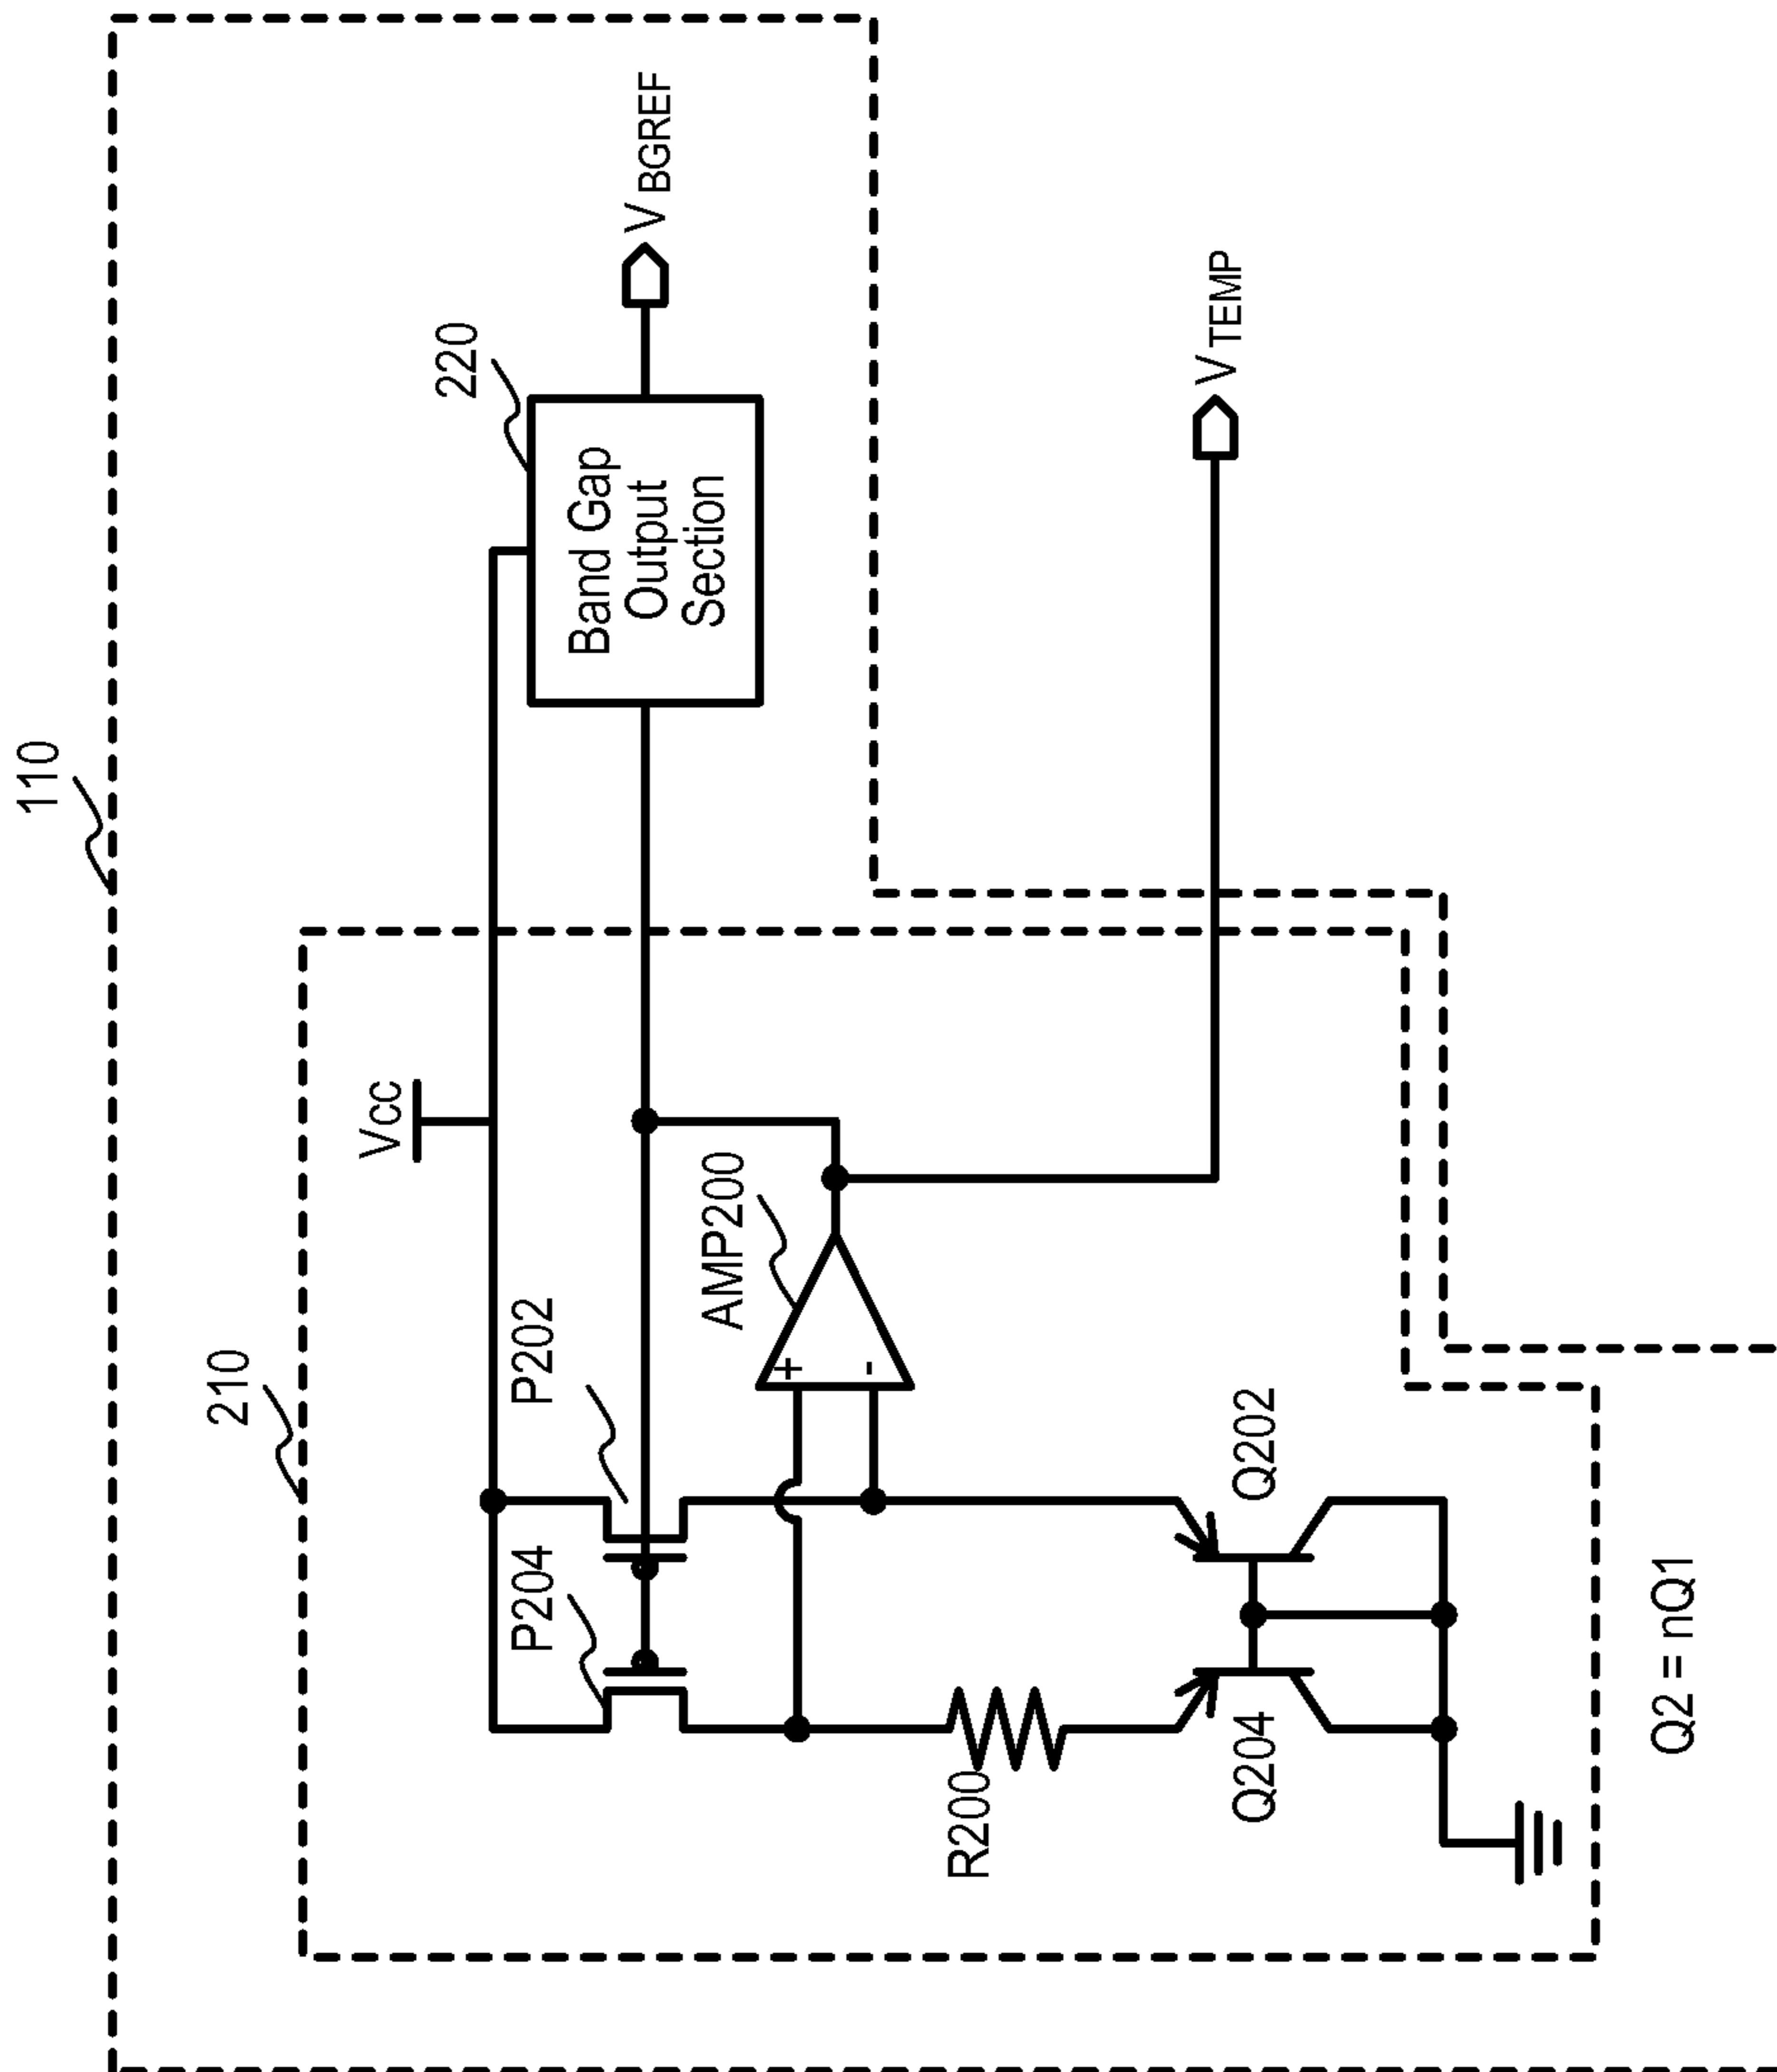 110
210
Vcc
220
Band Gap
Output
Section
VBGREF
P204
P202
AMP200
+
-
VTEMP
R200
Q204
Q202
Q2 = nQ1